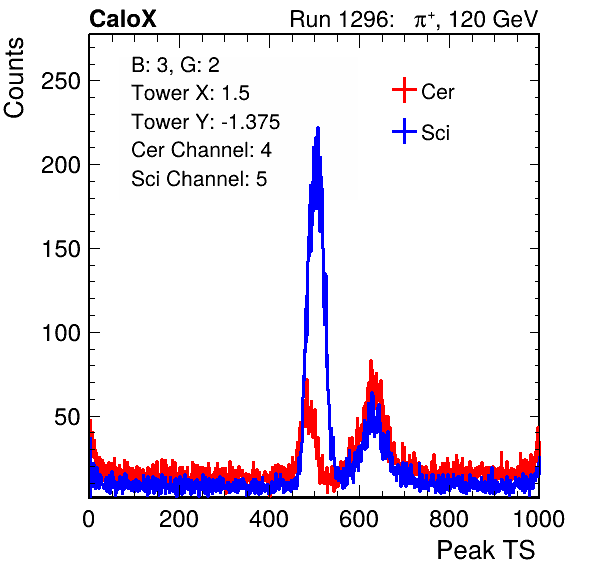 CaloX Run 1296: π⁺, 120 GeV
Counts
B: 3, G: 2
Tower X: 1.5
Tower Y: -1.375
Cer Channel: 4
Sci Channel: 5
Cer
Sci
250
200
150
100
50
0 200 400 600 800 1000
Peak TS